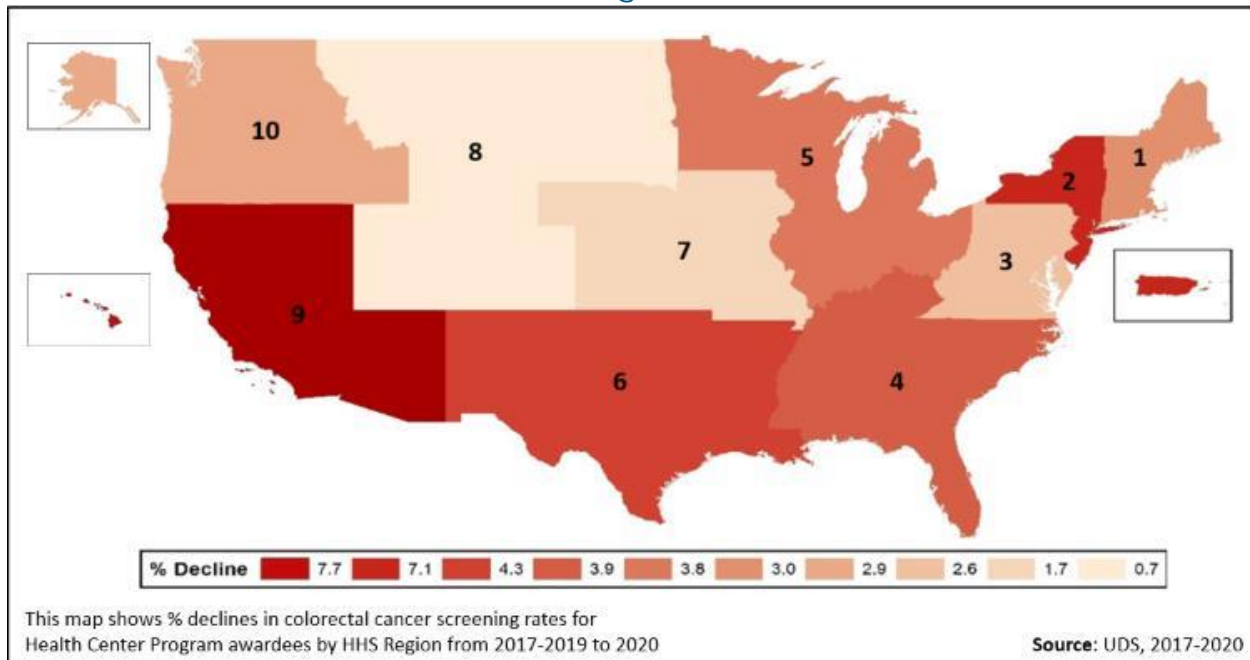 10
8
5
1
2
7
3
9
6
4
% Decline 7.7 7.1 4.3 3.9 3.8 3.0 2.9 2.6 1.7 0.7
This map shows % declines in colorectal cancer screening rates for
Health Center Program awardees by HHS Region from 2017-2019 to 2020
Source: UDS, 2017-2020